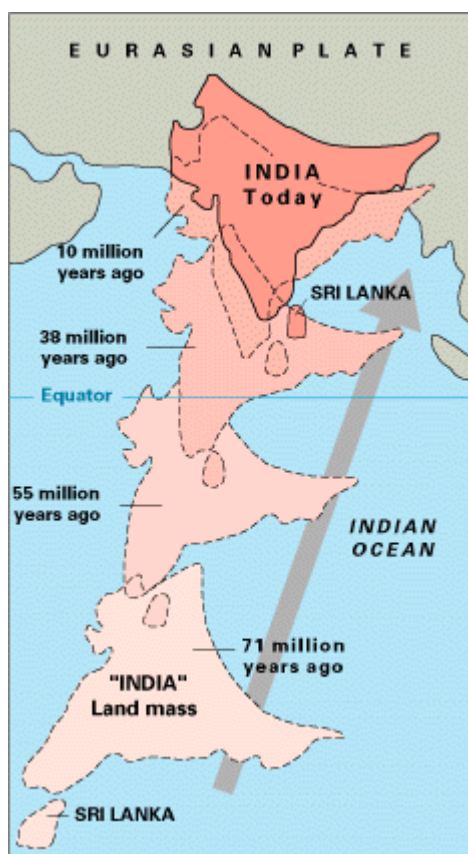 EURASIAN PLATE
INDIA
Today
10 million
years ago
SRI LANKA
38 million
years ago
Equator
55 million
years ago
INDIAN
OCEAN
71 million
years ago
"INDIA"
Land mass
SRI LANKA